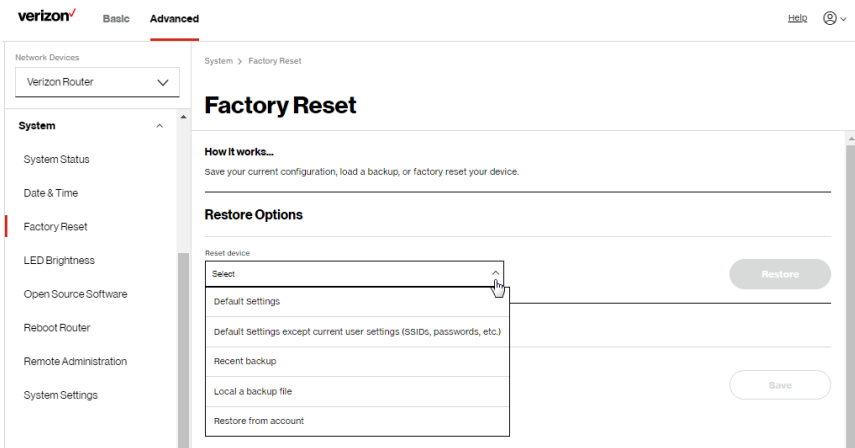 verizon
Basic
Advanced
Help
Network Devices
Verizon Router
System
System Status
Date & Time
Factory Reset
LED Brightness
Open Source Software
Reboot Router
Remote Administration
System Settings
System > Factory Reset
Factory Reset
How it works...
Save your current configuration, load a backup, or factory reset your device.
Restore Options
Reset device
Select
Restore
Default Settings
Default Settings except current user settings (SSIDs, passwords, etc.)
Recent backup
Local a backup file
Restore from account
Save